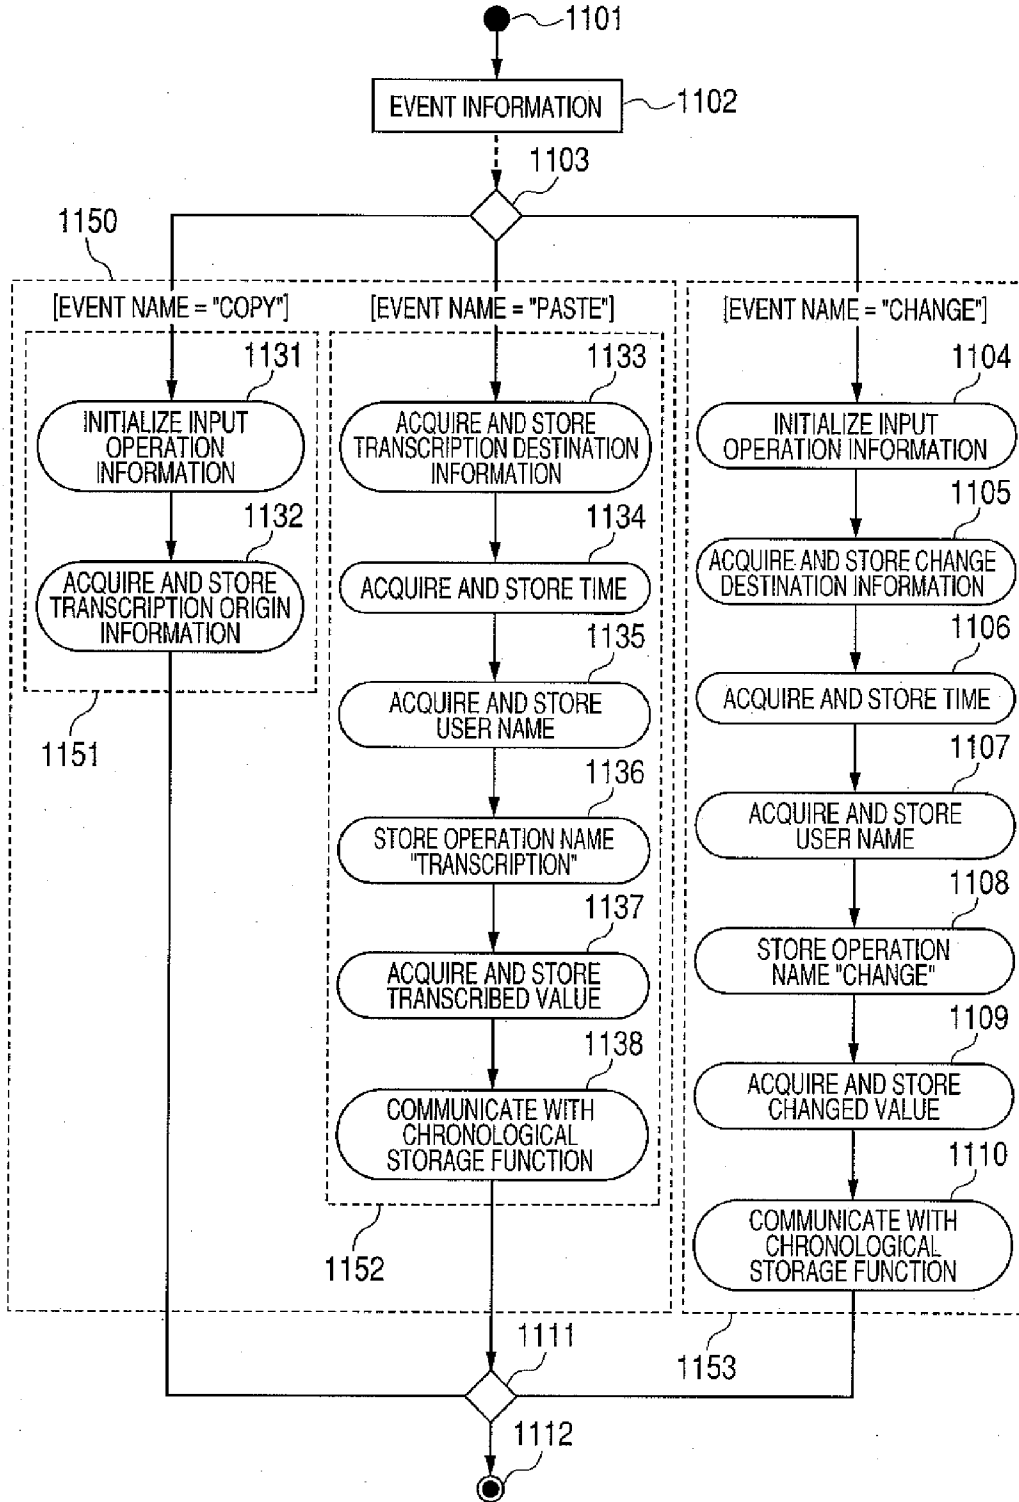 1101
EVENT INFORMATION
1102
1103
1150
[EVENT NAME = "COPY"]
[EVENT NAME = "PASTE"]
[EVENT NAME = "CHANGE"]
1131
INITIALIZE INPUT
OPERATION
INFORMATION
1132
ACQUIRE AND STORE
TRANSCRIPTION ORIGIN
INFORMATION
1151
1133
ACQUIRE AND STORE
TRANSCRIPTION DESTINATION
INFORMATION
1134
ACQUIRE AND STORE TIME
1135
ACQUIRE AND STORE
USER NAME
1136
STORE OPERATION NAME
"TRANSCRIPTION"
1137
ACQUIRE AND STORE
TRANSCRIBED VALUE
1138
COMMUNICATE WITH
CHRONOLOGICAL
STORAGE FUNCTION
1152
1104
INITIALIZE INPUT
OPERATION INFORMATION
1105
ACQUIRE AND STORE CHANGE
DESTINATION INFORMATION
1106
ACQUIRE AND STORE TIME
1107
ACQUIRE AND STORE
USER NAME
1108
STORE OPERATION
NAME "CHANGE"
1109
ACQUIRE AND STORE
CHANGED VALUE
1110
COMMUNICATE WITH
CHRONOLOGICAL
STORAGE FUNCTION
1153
1111
1112